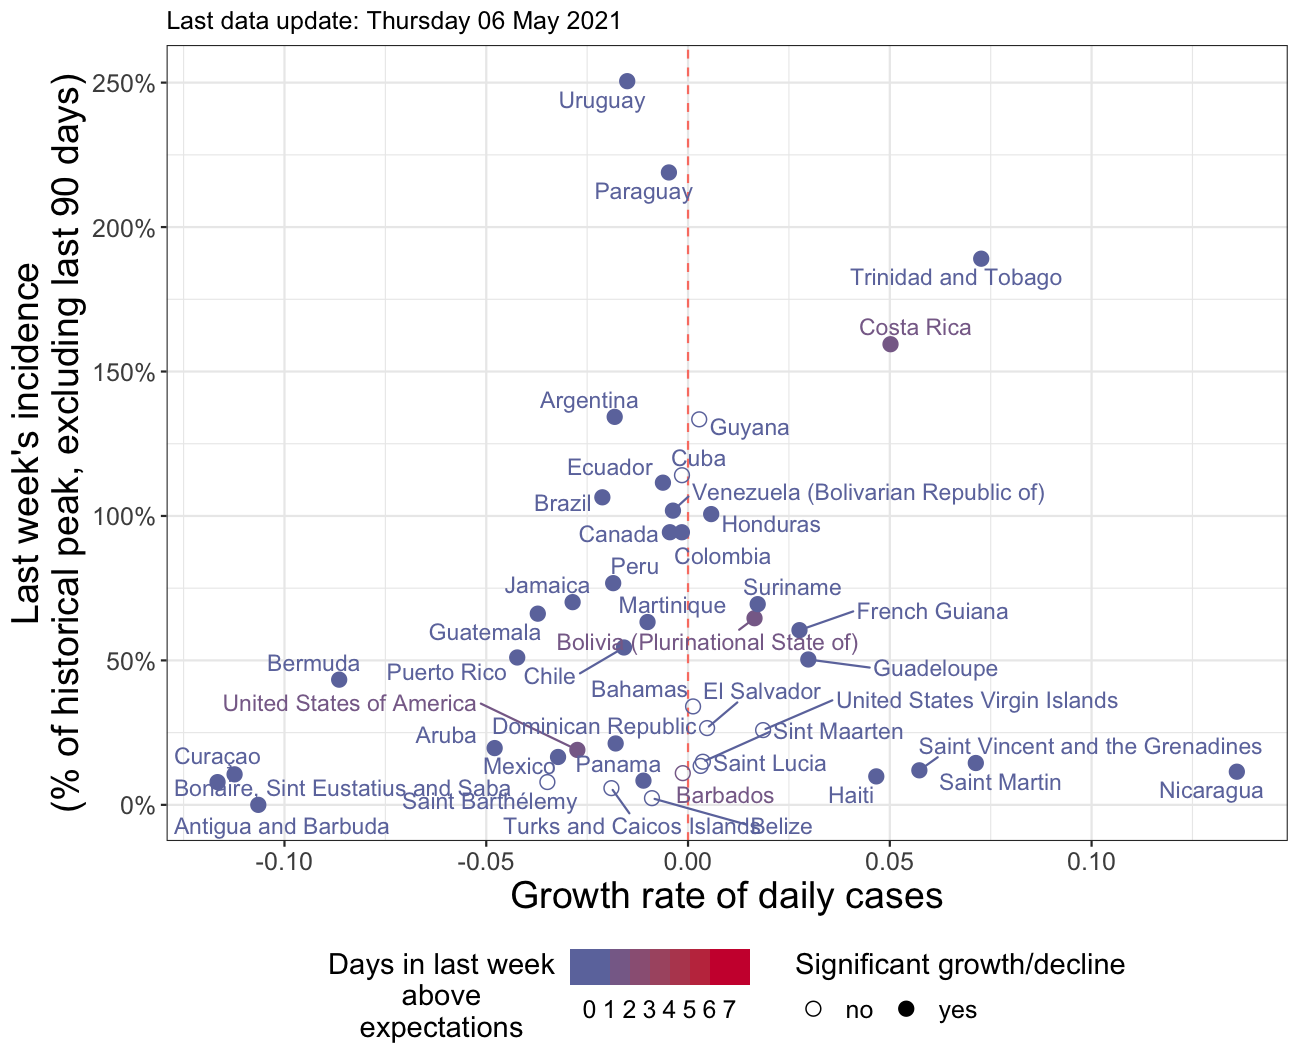 Last data update: Thursday 06 May 2021
Last week's incidence
(% of historical peak, excluding last 90 days)
250%
200%
150%
100%
50%
0%
Uruguay
Paraguay
Trinidad and Tobago
Costa Rica
Argentina
Guyana
Cuba
Ecuador
Venezuela (Bolivarian Republic of)
Brazil
Honduras
Canada
Colombia
Peru
Jamaica
Suriname
Martinique
French Guiana
Guatemala
Bolivia (Plurinational State of)
Bermuda
Puerto Rico
Chile
Guadeloupe
Bahamas
El Salvador
United States of America
United States Virgin Islands
Dominican Republic
Sint Maarten
Aruba
Saint Vincent and the Grenadines
Curaçao
Mexico
Panama
Saint Lucia
Saint Martin
Bonaire, Sint Eustatius and Saba
Haiti
Nicaragua
Saint Barthélemy
Barbados
Antigua and Barbuda
Turks and Caicos Islands
Belize
-0.10
-0.05
0.00
0.05
0.10
Growth rate of daily cases
Days in last week
above
expectations
0 1 2 3 4 5 6 7
Significant growth/decline
no
yes